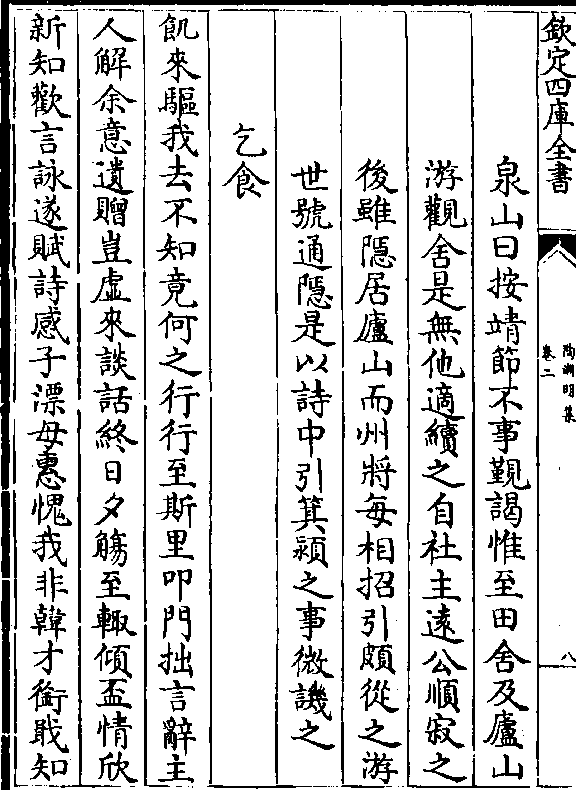 欽定四庫全書
陶淵明集
卷二
八
泉山曰按靖節不事覲謁惟至田舍及廬山
游觀舍是無他適續之自社主遠公順寂之
後雖隱居廬山而州將每相招引頗從之游
世號通隱是以詩中引箕潁之事微譏之
乞食
飢來驅我去不知竟何之行行至斯里叩門拙言辭主
人解余意遺贈豈虛來談話終日夕觴至輙傾盃情欣
新知歡言詠遂賦詩感子漂母惠愧我非韓才銜戢知